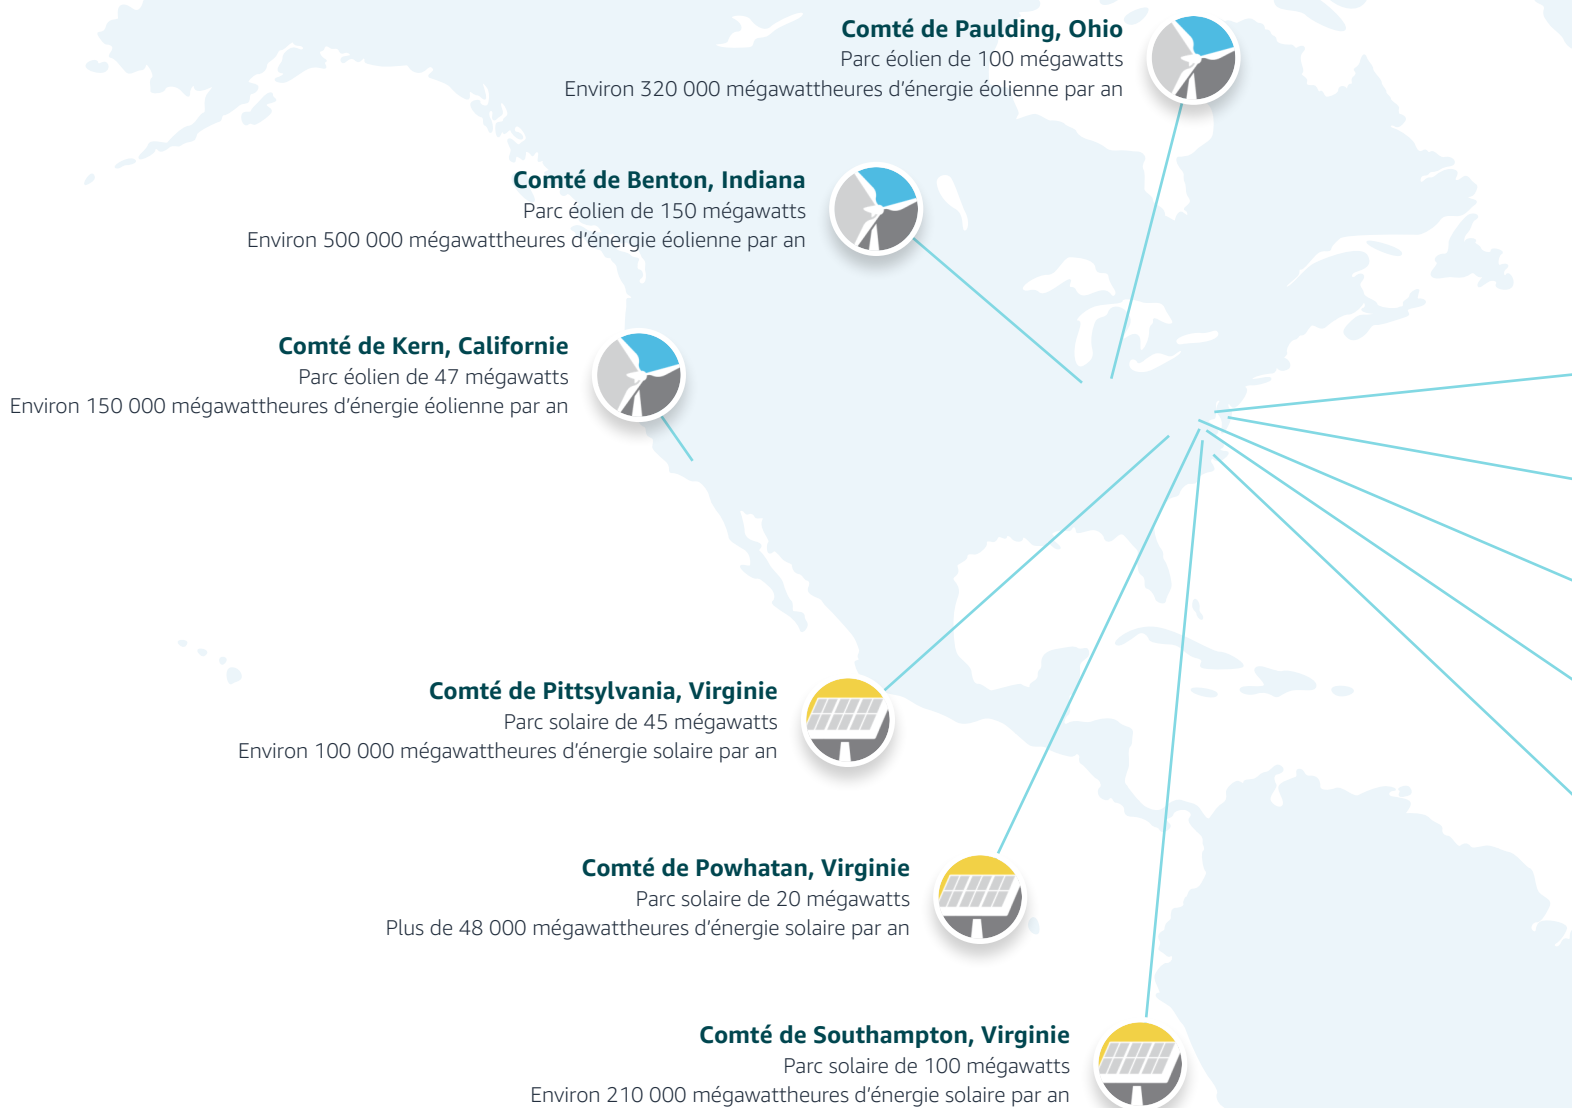 Comté de Paulding, Ohio
Parc éolien de 100 mégawatts
Environ 320 000 mégawattheures d'énergie éolienne par an
Comté de Benton, Indiana
Parc éolien de 150 mégawatts
Environ 500 000 mégawattheures d'énergie éolienne par an
Comté de Kern, Californie
Parc éolien de 47 mégawatts
Environ 150 000 mégawattheures d'énergie éolienne par an
Comté de Pittsylvania, Virginie
Parc solaire de 45 mégawatts
Environ 100 000 mégawattheures d'énergie solaire par an
Comté de Powhatan, Virginie
Parc solaire de 20 mégawatts
Plus de 48 000 mégawattheures d'énergie solaire par an
Comté de Southampton, Virginie
Parc solaire de 100 mégawatts
Environ 210 000 mégawattheures d'énergie solaire par an